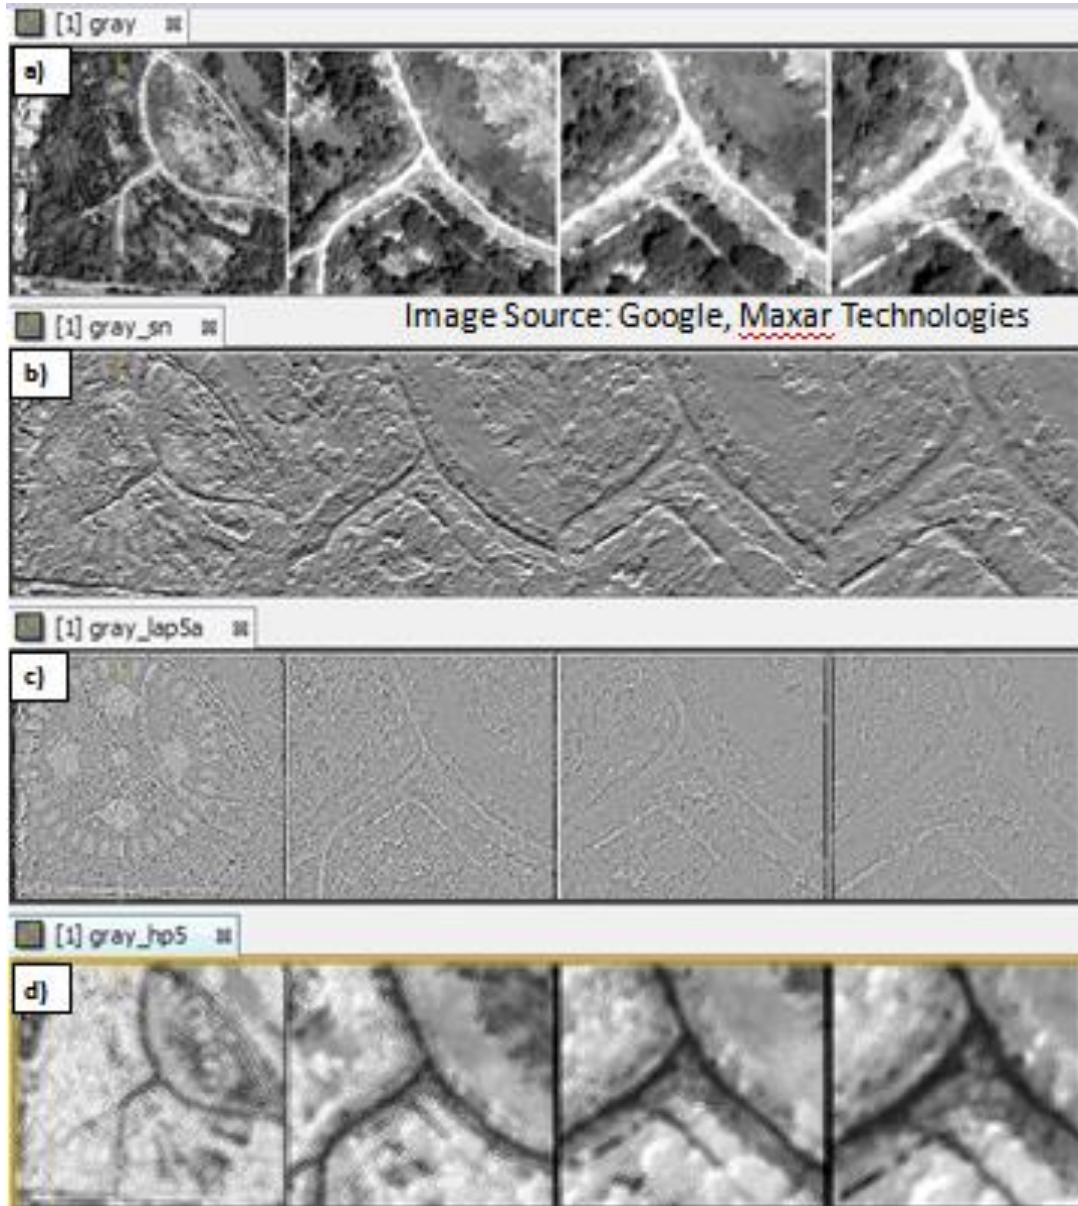 [1] gray
a)
[1] gray_sn
Image Source: Google, Maxar Technologies
b)
[1] gray_lap5a
c)
[1] gray_hp5
d)